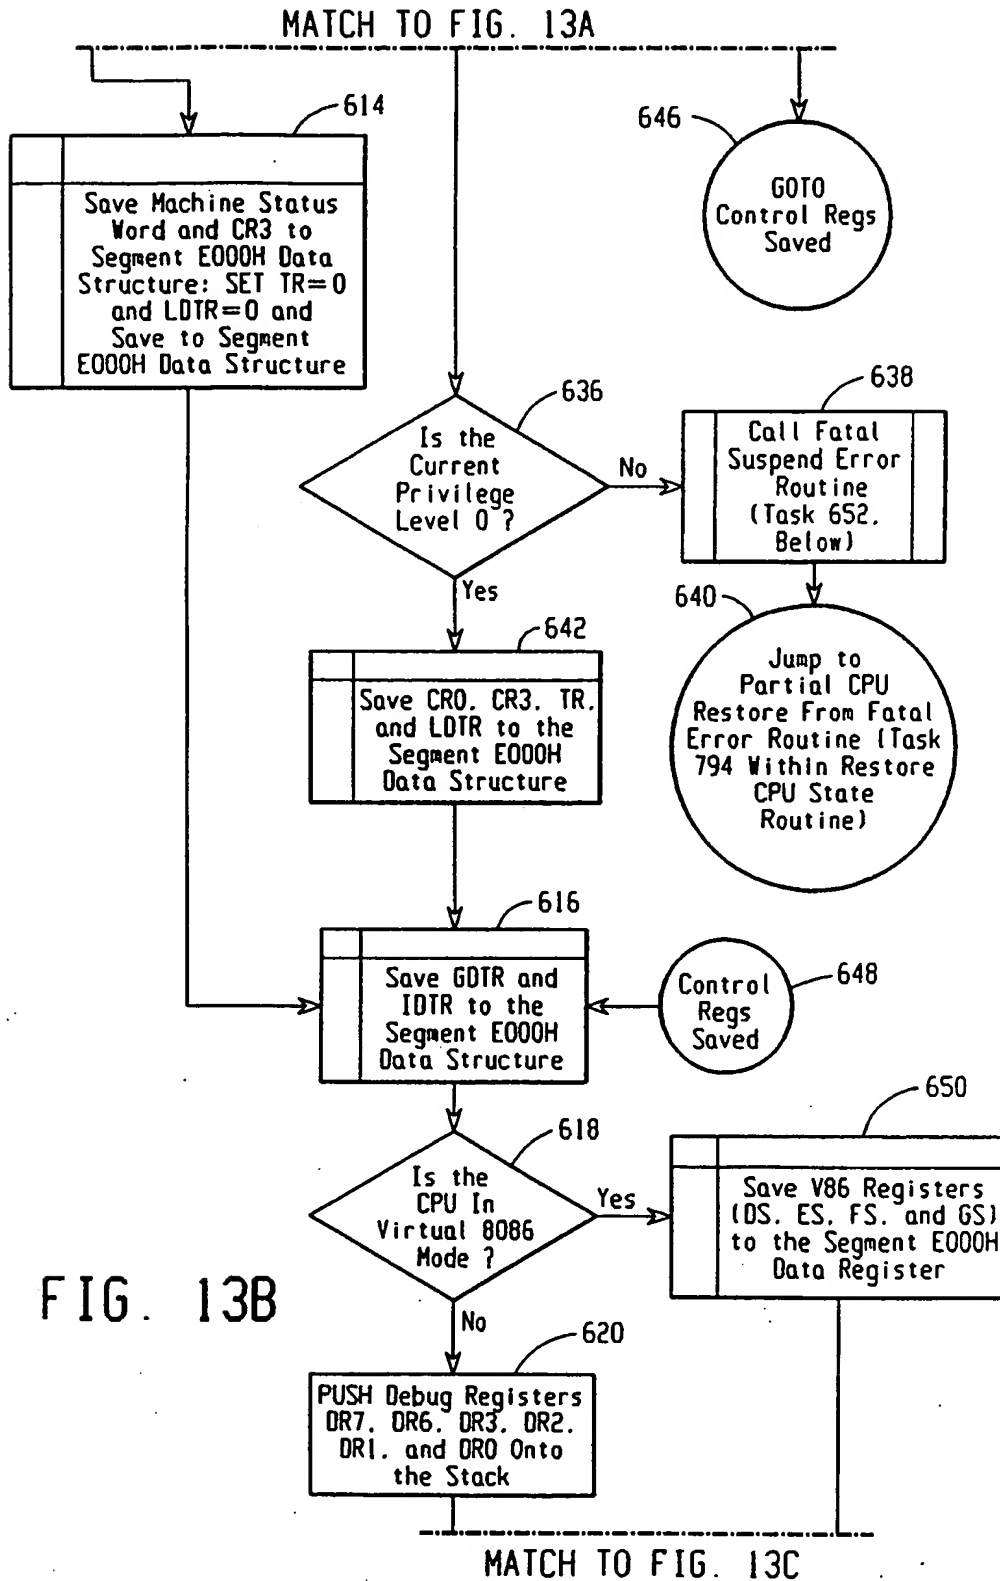 MATCH TO FIG. 13A
614
Save Machine Status
Word and CR3 to
Segment E000H Data
Structure: SET TR=0
and LDTR=0 and
Save to Segment
E000H Data Structure
646
GOTO
Control Regs
Saved
636
Is the
Current
Privilege
Level 0 ?
No
Yes
638
Call Fatal
Suspend Error
Routine
(Task 652.
Below)
640
Jump to
Partial CPU
Restore From Fatal
Error Routine (Task
794 Within Restore
CPU State
Routine)
642
Save CR0. CR3. TR.
and LDTR to the
Segment E000H
Data Structure
616
Save GDTR and
IDTR to the
Segment E000H
Data Structure
Control
Regs
Saved
648
618
Is the
CPU In
Virtual 8086
Mode ?
Yes
No
650
Save V86 Registers
(DS. ES. FS. and GS)
to the Segment E000H
Data Register
FIG. 13B
620
PUSH Debug Registers
DR7. DR6. DR3. DR2.
DR1. and DR0 Onto
the Stack
MATCH TO FIG. 13C